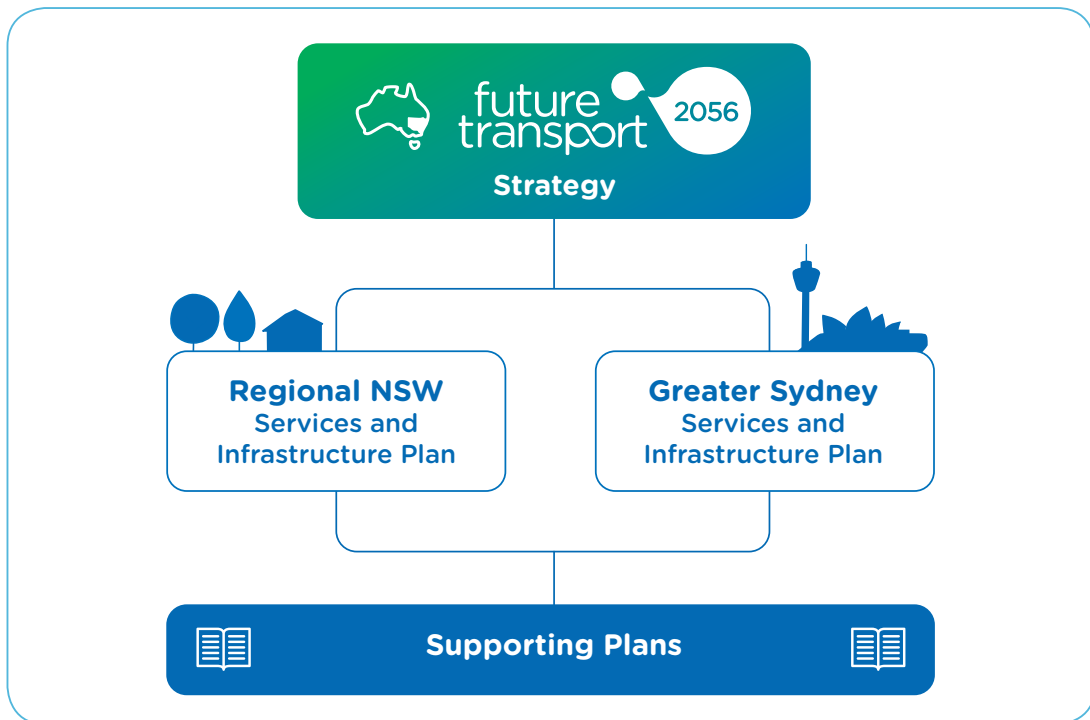 future
transport
2056
Strategy
Regional NSW
Services and
Infrastructure Plan
Greater Sydney
Services and
Infrastructure Plan
Supporting Plans